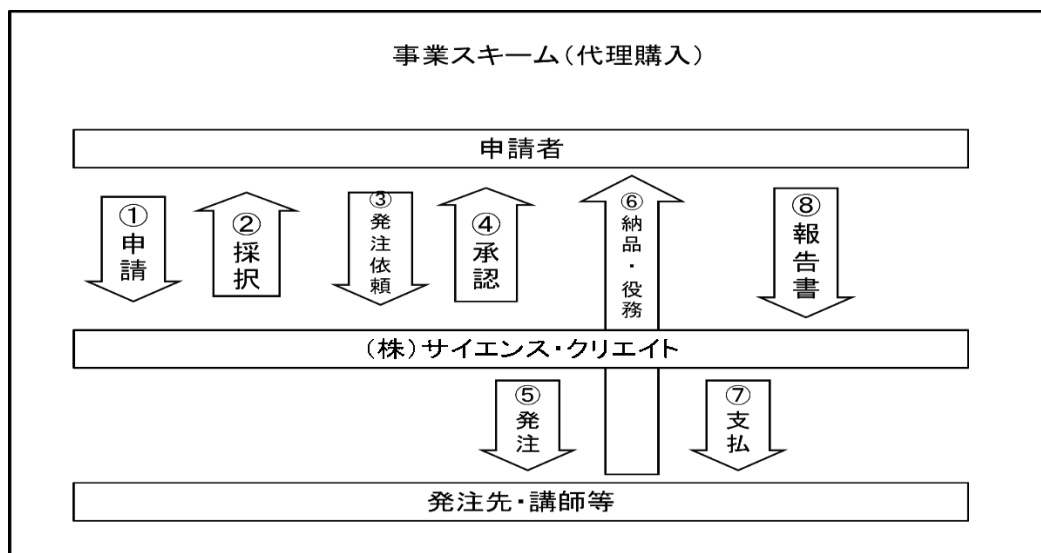 事業スキーム(代理購入)
申請者
①申請
②採択
③発注依頼
④承認
⑥納品・役務
⑧報告書
(株)サイエンス・クリエイト
⑤発注
⑦支払
発注先・講師等